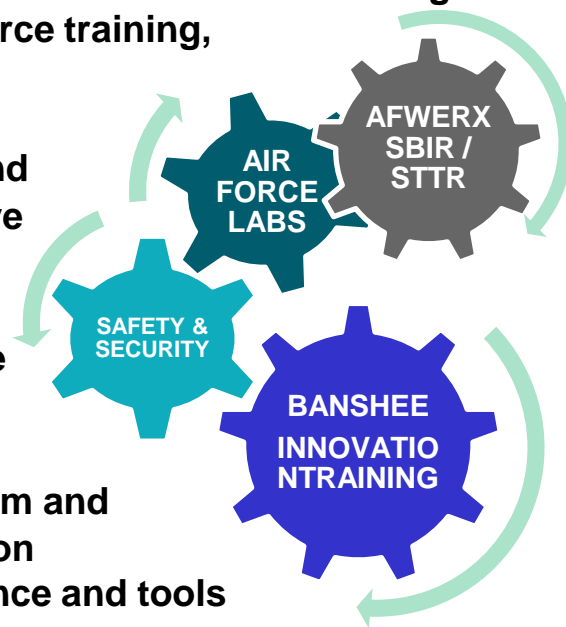 rce training,
AFWERX
SBIR /
STTR
AIR
FORCE
LABS
nd
ve
SAFETY &
SECURITY
e
BANSHEE
INNOVATIO
NTRAINING
m and
on
nce and tools